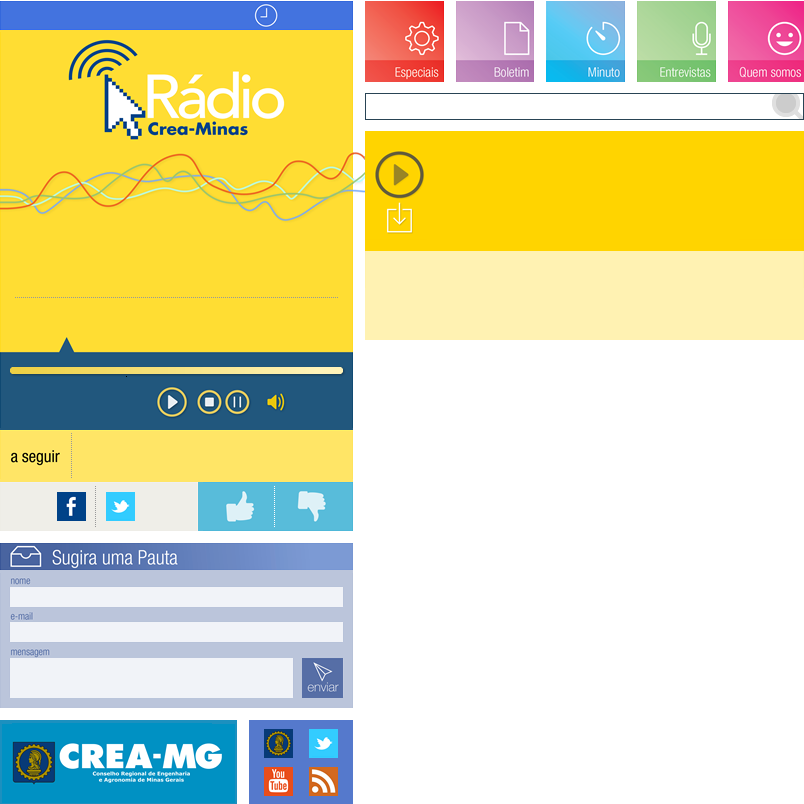 Rádio
Crea-Minas
a seguir
Sugira uma Pauta
nome
e-mail
mensagem
enviar
CREA-MG
Conselho Regional de Engenharia
e Agronomia de Minas Gerais
You
Tube
Especiais
Boletim
Minuto
Entrevistas
Quem somos